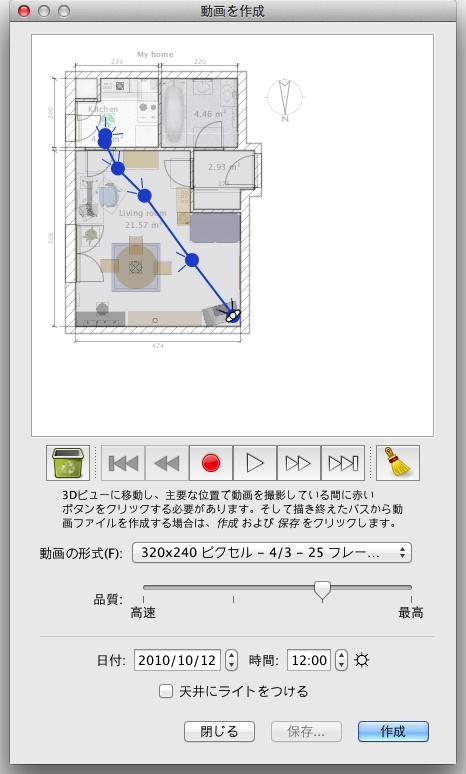 動画を作成
My home
239
220
200
Kitchen
4.46 m²
2.93 m²
175
Living room
21.57 m²
506
474
N
3Dビューに移動し、主要な位置で動画を撮影している間に赤い
ボタンをクリックする必要があります。そして描き終えたパスから動
画ファイルを作成する場合は、作成 および 保存 をクリックします。
動画の形式(F): 320x240 ピクセル – 4/3 – 25 フレー...
品質:
高速 最高
日付: 2010/10/12 時間: 12:00
天井にライトをつける
閉じる 保存... 作成